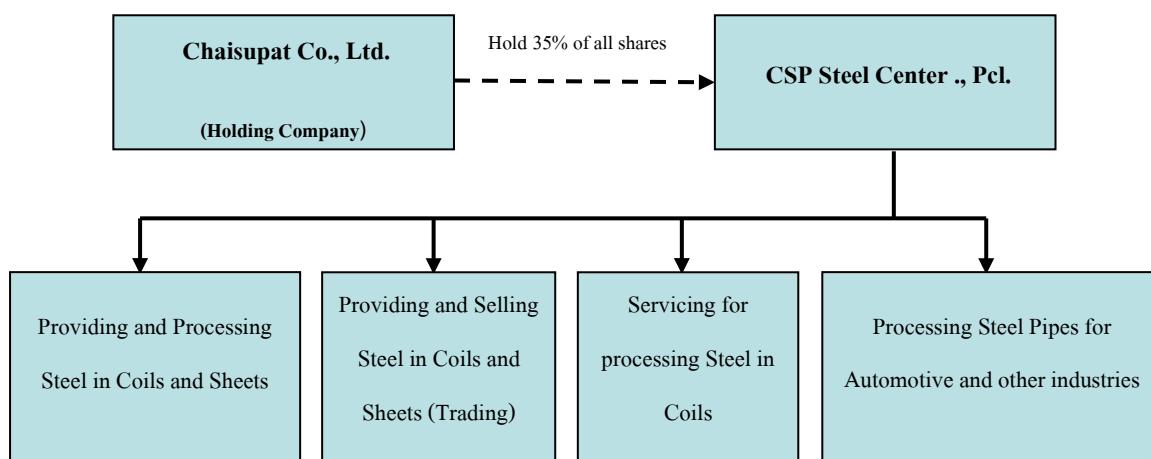 Chaisupat Co., Ltd.
(Holding Company)
Hold 35% of all shares
CSP Steel Center ., Pcl.
Providing and Processing
Steel in Coils and Sheets
Providing and Selling
Steel in Coils and
Sheets (Trading)
Servicing for
processing Steel in
Coils
Processing Steel Pipes for
Automotive and other industries